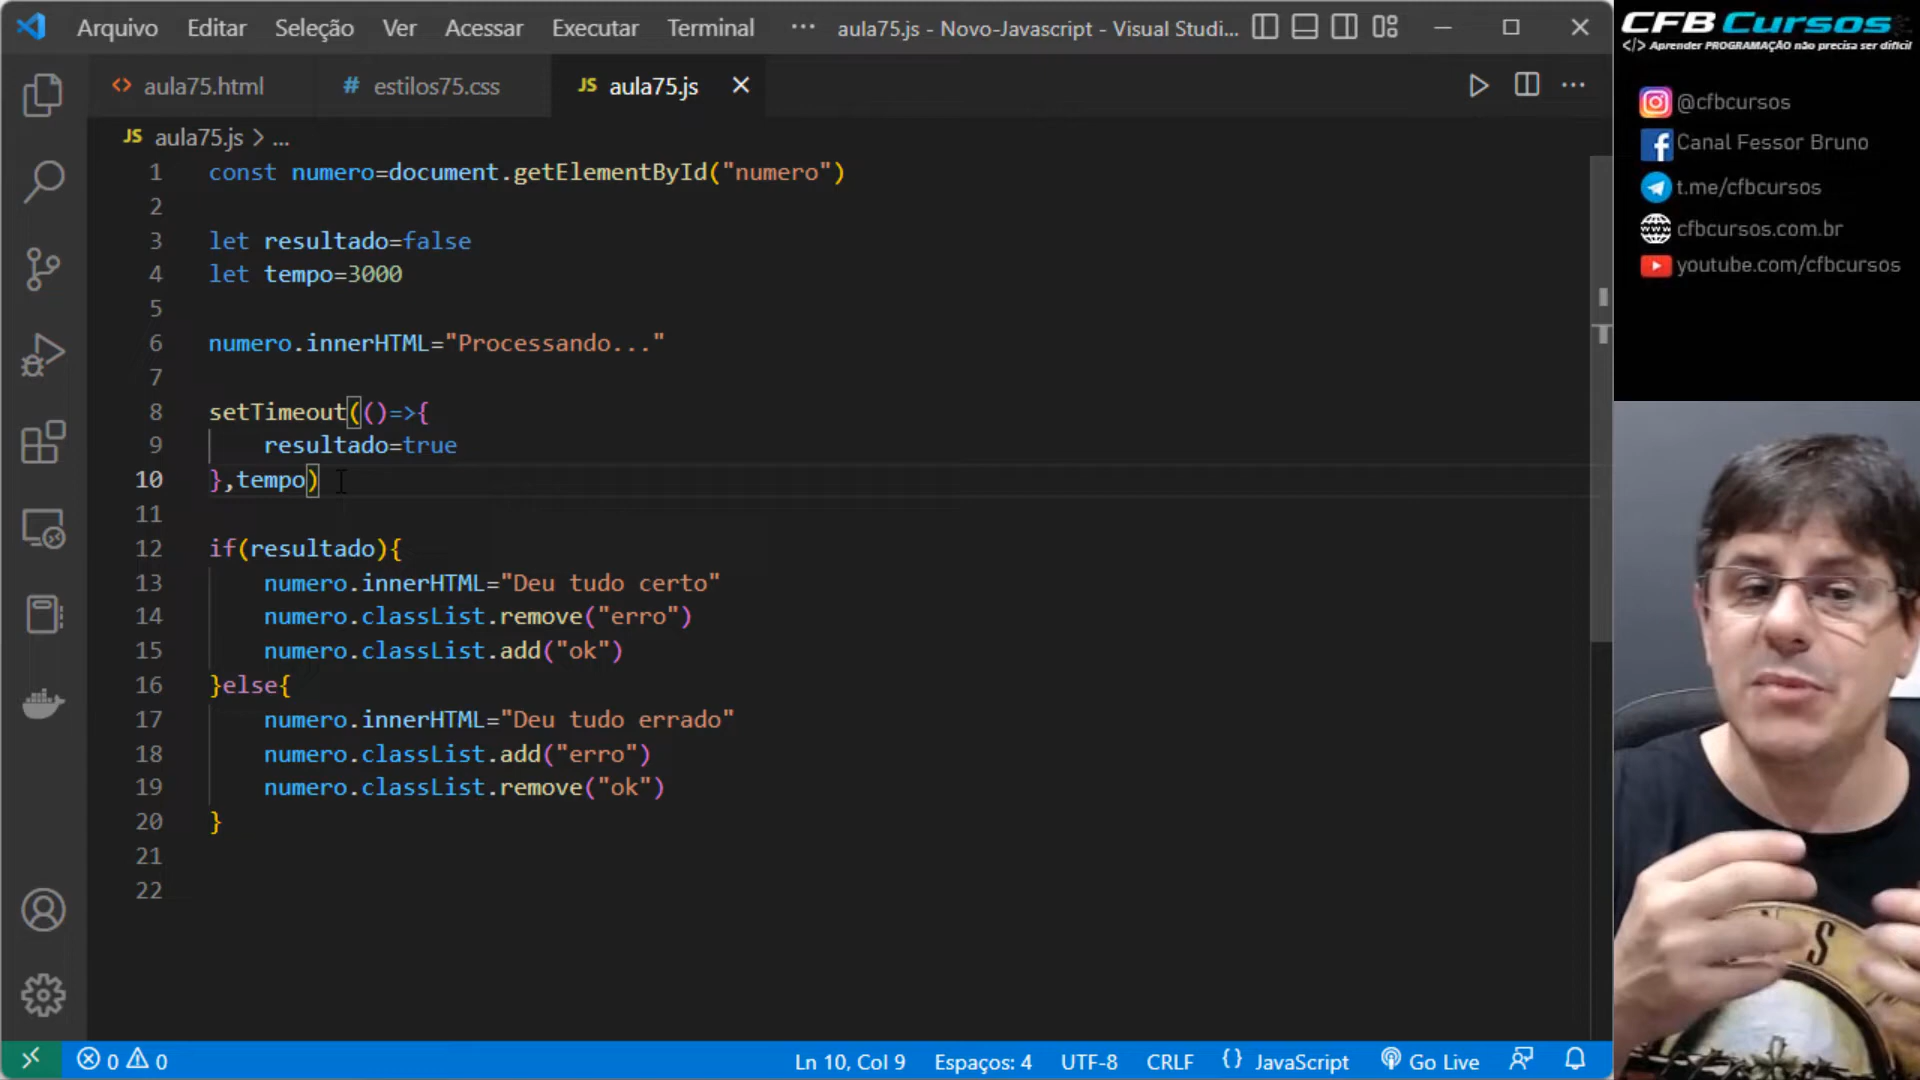 Arquivo Editar Seleção Ver Acessar Executar Terminal ··· aula75.js - Novo-Javascript - Visual Studi...
aula75.html estilos75.css JS aula75.js
JS aula75.js > ...
1 const numero=document.getElementById("numero")
2
3 let resultado=false
4 let tempo=3000
5
6 numero.innerHTML="Processando..."
7
8 setTimeout(()=>{
9 resultado=true
10 },tempo)
11
12 if(resultado){
13 numero.innerHTML="Deu tudo certo"
14 numero.classList.remove("erro")
15 numero.classList.add("ok")
16 }else{
17 numero.innerHTML="Deu tudo errado"
18 numero.classList.add("erro")
19 numero.classList.remove("ok")
20 }
21
22
0 0 Ln 10, Col 9 Espaços: 4 UTF-8 CRLF {} JavaScript Go Live
CFB Cursos
</> Aprender PROGRAMAÇÃO não precisa ser difícil
@cfbcursos
Canal Fessor Bruno
t.me/cfbcursos
cfbcursos.com.br
youtube.com/cfbcursos